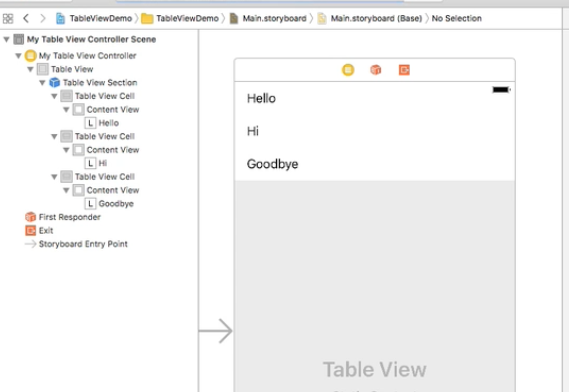 TableViewDemo 〉 TableViewDemo 〉 Main.storyboard 〉 Main.storyboard (Base) 〉 No Selection
My Table View Controller Scene
My Table View Controller
Table View
Table View Section
Table View Cell
Content View
L Hello
Table View Cell
Content View
L Hi
Table View Cell
Content View
L Goodbye
First Responder
Exit
Storyboard Entry Point
Hello
Hi
Goodbye
Table View